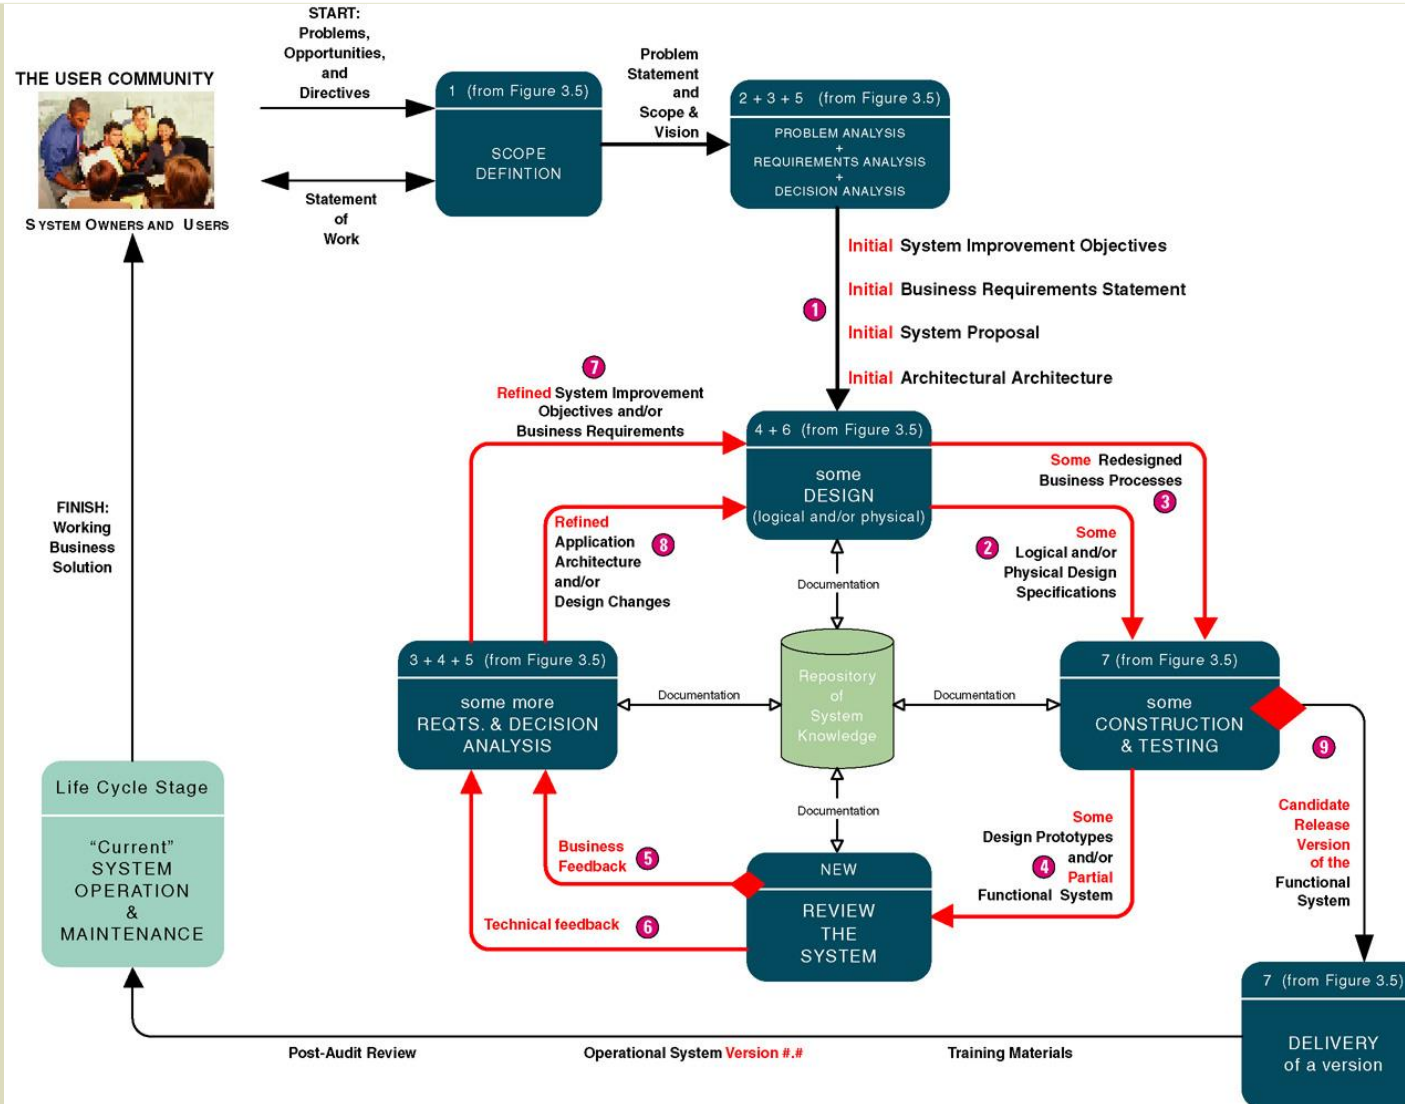 START:
Problems,
Opportunities,
and
Directives
THE USER COMMUNITY
SYSTEM OWNERS AND USERS
Statement
of
Work
1 (from Figure 3.5)
SCOPE
DEFINTION
Problem
Statement
and
Scope &
Vision
2 + 3 + 5 (from Figure 3.5)
PROBLEM ANALYSIS
+
REQUIREMENTS ANALYSIS
+
DECISION ANALYSIS
1
Initial System Improvement Objectives
Initial Business Requirements Statement
Initial System Proposal
Initial Architectural Architecture
7
Refined System Improvement
Objectives and/or
Business Requirements
4 + 6 (from Figure 3.5)
some
DESIGN
(logical and/or physical)
Some Redesigned
Business Processes
3
Refined
Application
Architecture
and/or
Design Changes
8
2
Some
Logical and/or
Physical Design
Specifications
FINISH:
Working
Business
Solution
Documentation
3 + 4 + 5 (from Figure 3.5)
some more
REQTS. & DECISION
ANALYSIS
Documentation
Repository
of
System
Knowledge
Documentation
7 (from Figure 3.5)
some
CONSTRUCTION
& TESTING
9
Candidate
Release
Version
of the
Functional
System
Documentation
Some
Design Prototypes
and/or
Partial
Functional System
4
Business
Feedback
5
Technical feedback
6
NEW
REVIEW
THE
SYSTEM
Life Cycle Stage
“Current”
SYSTEM
OPERATION
&
MAINTENANCE
7 (from Figure 3.5)
DELIVERY
of a version
Post-Audit Review
Operational System Version #.#
Training Materials